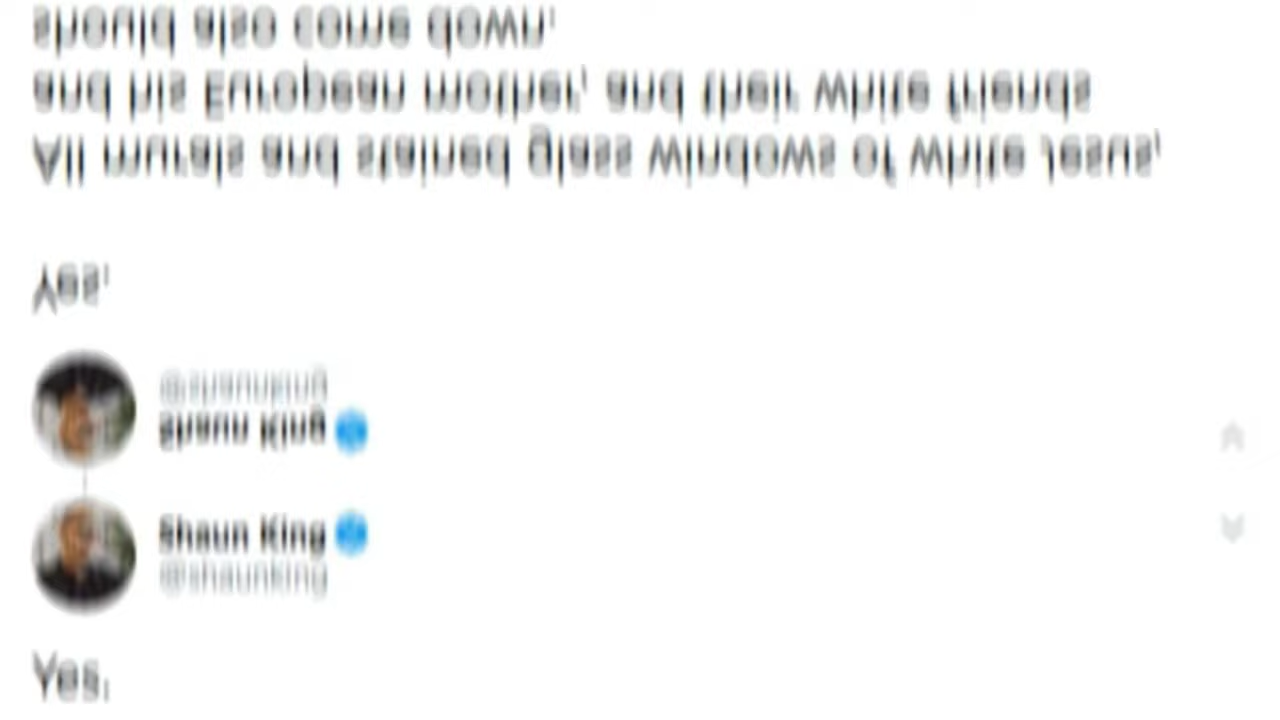 should also come down.
and his European mother, and their white friends
All murals and stained glass windows of white Jesus,
Yes.
@shaunking
Shaun King
Shaun King
@shaunking
Yes.